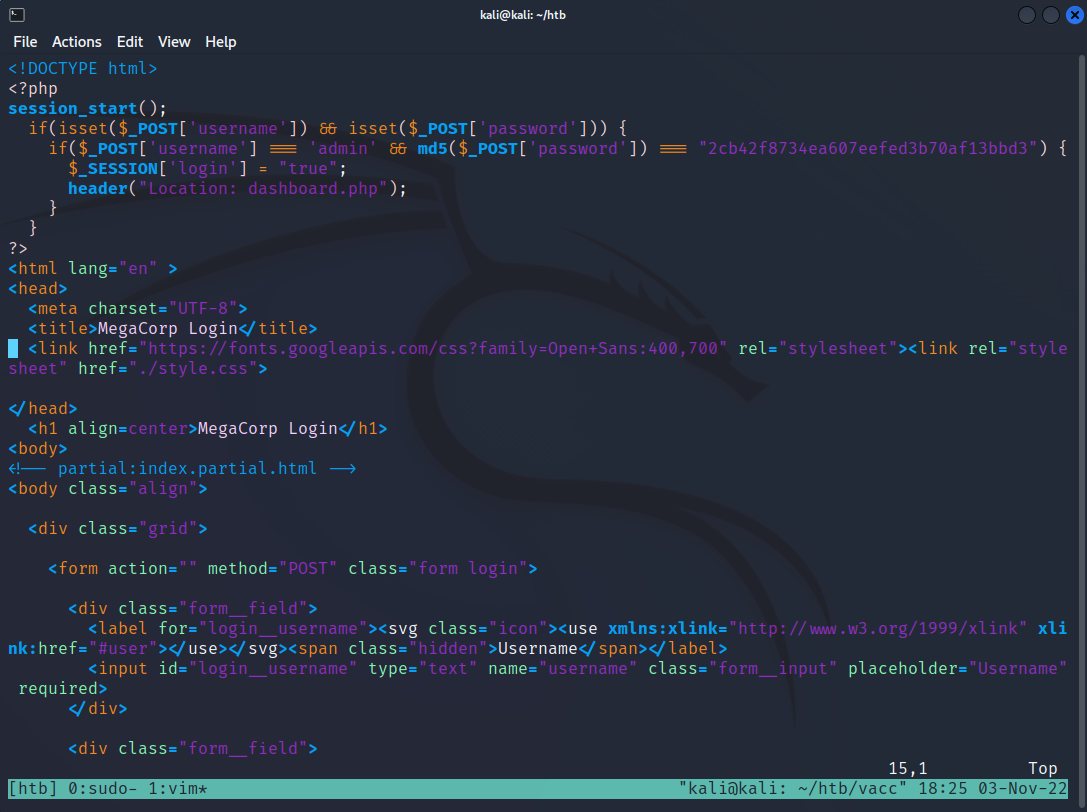 kali@kali: ~/htb
File Actions Edit View Help
<!DOCTYPE html>
<?php
session_start();
  if(isset($_POST['username']) && isset($_POST['password'])) {
    if($_POST['username'] === 'admin' && md5($_POST['password']) === "2cb42f8734ea607eefed3b70af13bbd3") {
      $_SESSION['login'] = "true";
      header("Location: dashboard.php");
    }
  }
?>
<html lang="en" >
<head>
  <meta charset="UTF-8">
  <title>MegaCorp Login</title>
  <link href="https://fonts.googleapis.com/css?family=Open+Sans:400,700" rel="stylesheet"><link rel="style
sheet" href="./style.css">
</head>
  <h1 align=center>MegaCorp Login</h1>
<body>
<!-- partial:index.partial.html -->
<body class="align">
  <div class="grid">
    <form action="" method="POST" class="form login">
      <div class="form__field">
        <label for="login__username"><svg class="icon"><use xmlns:xlink="http://www.w3.org/1999/xlink" xli
nk:href="#user"></use></svg><span class="hidden">Username</span></label>
        <input id="login__username" type="text" name="username" class="form__input" placeholder="Username"
 required>
      </div>
      <div class="form__field">
15,1 Top
[htb] 0:sudo- 1:vim* "kali@kali: ~/htb/vacc" 18:25 03-Nov-22